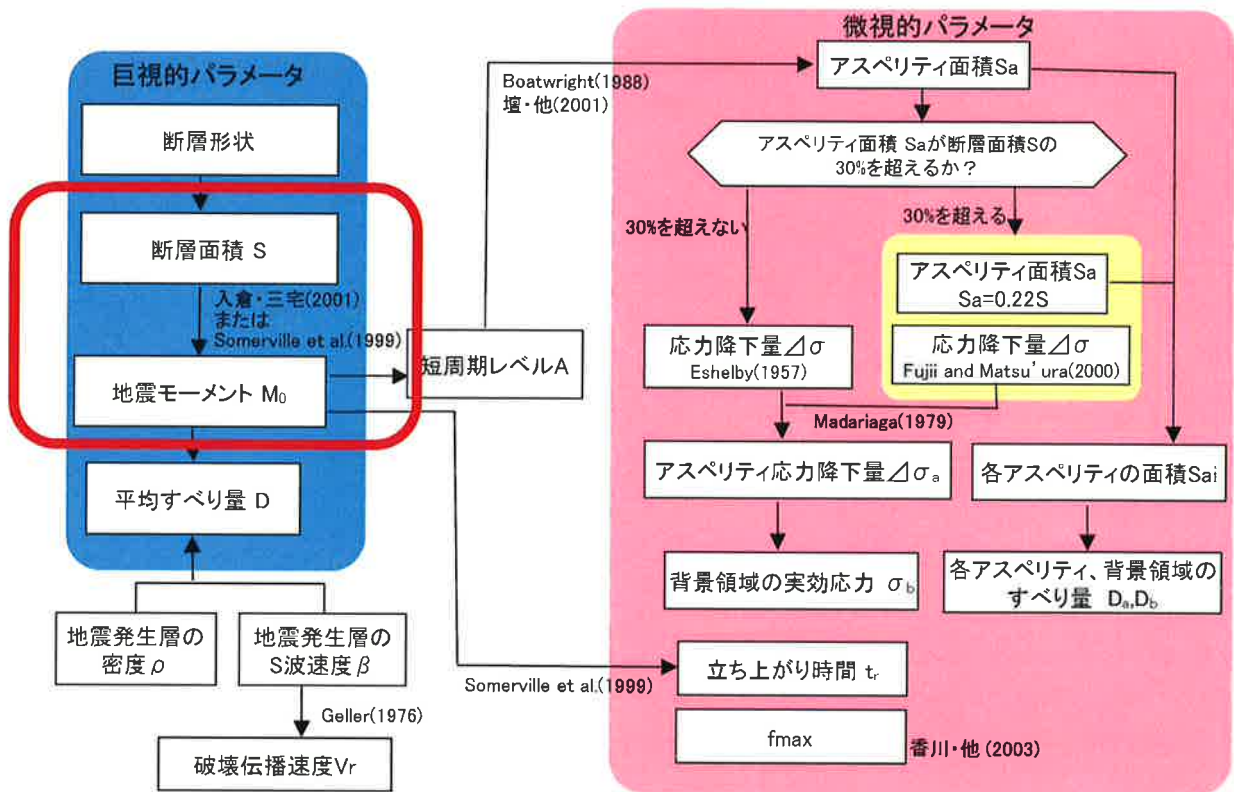 巨視的パラメータ
断層形状
断層面積 S
入倉・三宅(2001)
または
Somerville et al.(1999)
地震モーメント M₀
平均すべり量 D
地震発生層の
密度ρ
地震発生層の
S波速度β
Geller(1976)
破壊伝播速度Vr
短周期レベルA
Boatwright(1988)
壇・他(2001)
Somerville et al.(1999)
微視的パラメータ
アスペリティ面積Sa
アスペリティ面積 Saが断層面積Sの
30%を超えるか？
30%を超えない
30%を超える
アスペリティ面積Sa
Sa=0.22S
応力降下量⊿σ
Eshelby(1957)
応力降下量⊿σ
Fujii and Matsu'ura(2000)
Madariaga(1979)
アスペリティ応力降下量⊿σₐ
各アスペリティの面積Sai
背景領域の実効応力 σb
各アスペリティ、背景領域の
すべり量 Da,Db
立ち上がり時間 tr
fmax
香川・他(2003)